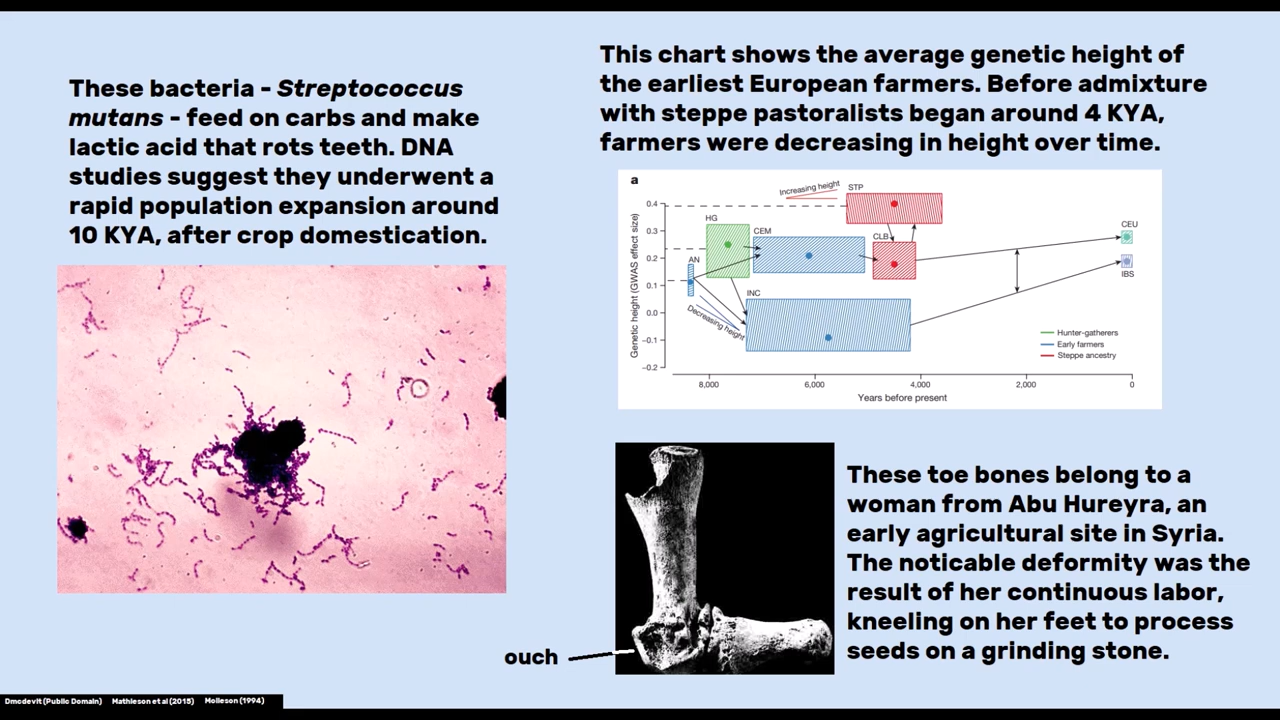 These bacteria - Streptococcus
mutans - feed on carbs and make
lactic acid that rots teeth. DNA
studies suggest they underwent a
rapid population expansion around
10 KYA, after crop domestication.
This chart shows the average genetic height of
the earliest European farmers. Before admixture
with steppe pastoralists began around 4 KYA,
farmers were decreasing in height over time.
a
Genetic height (GWAS effect size)
0.4
0.3
0.2
0.1
0.0
−0.1
−0.2
Increasing height
STP
HG
CEM
CLB
CEU
AN
IBS
INC
Decreasing height
Hunter-gatherers
Early farmers
Steppe ancestry
8,000
6,000
4,000
2,000
0
Years before present
These toe bones belong to a
woman from Abu Hureyra, an
early agricultural site in Syria.
The noticable deformity was the
result of her continuous labor,
kneeling on her feet to process
seeds on a grinding stone.
ouch
Dmcdevit (Public Domain) Mathieson et al (2015) Molleson (1994)